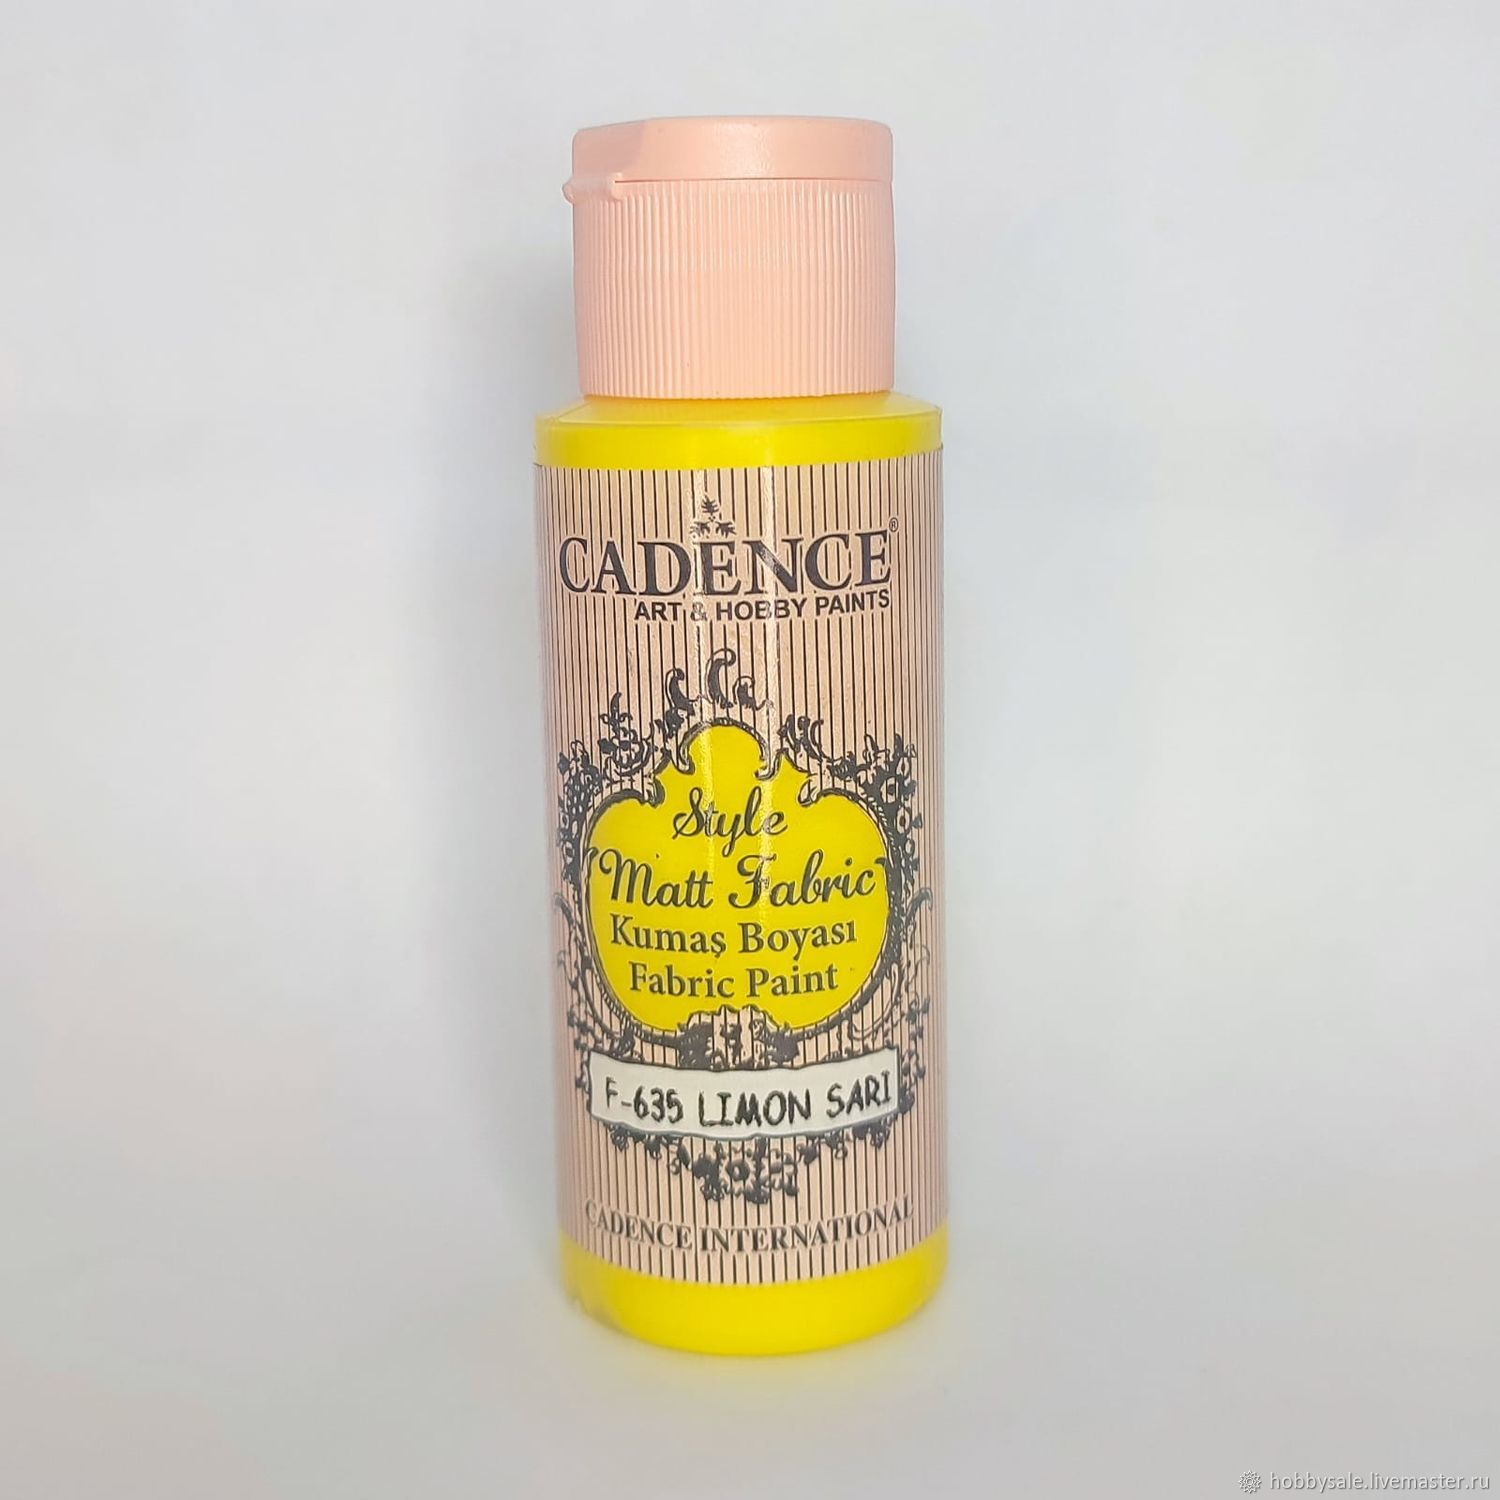 CADENCE®
ART & HOBBY PAINTS
Style
Matt Fabric
Kumaş Boyası
Fabric Paint
F-635 LIMON SARI
CADENCE INTERNATIONAL
hobbysale.livemaster.ru